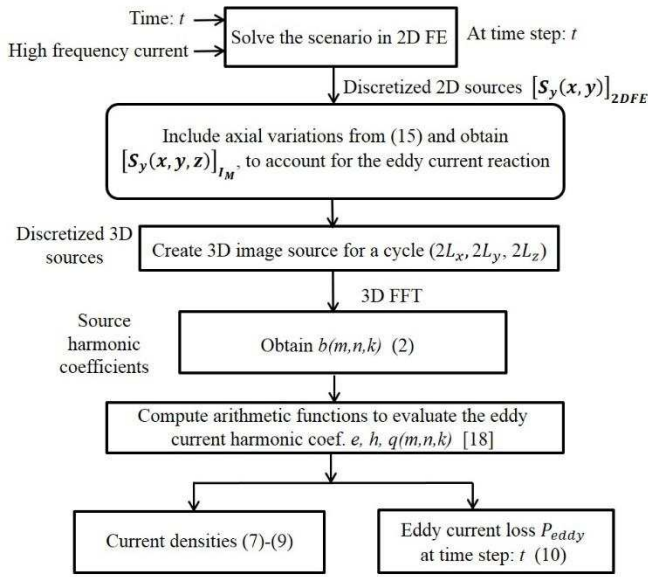 Time: t
High frequency current
Solve the scenario in 2D FE
At time step: t
Discretized 2D sources [S_y(x, y)]_2DFE
Include axial variations from (15) and obtain
[S_y(x, y, z)]_I_M, to account for the eddy current reaction
Discretized 3D
sources
Create 3D image source for a cycle (2L_x, 2L_y, 2L_z)
3D FFT
Source
harmonic
coefficients
Obtain b(m,n,k) (2)
Compute arithmetic functions to evaluate the eddy
current harmonic coef. e, h, q(m,n,k) [18]
Current densities (7)-(9)
Eddy current loss P_eddy
at time step: t (10)